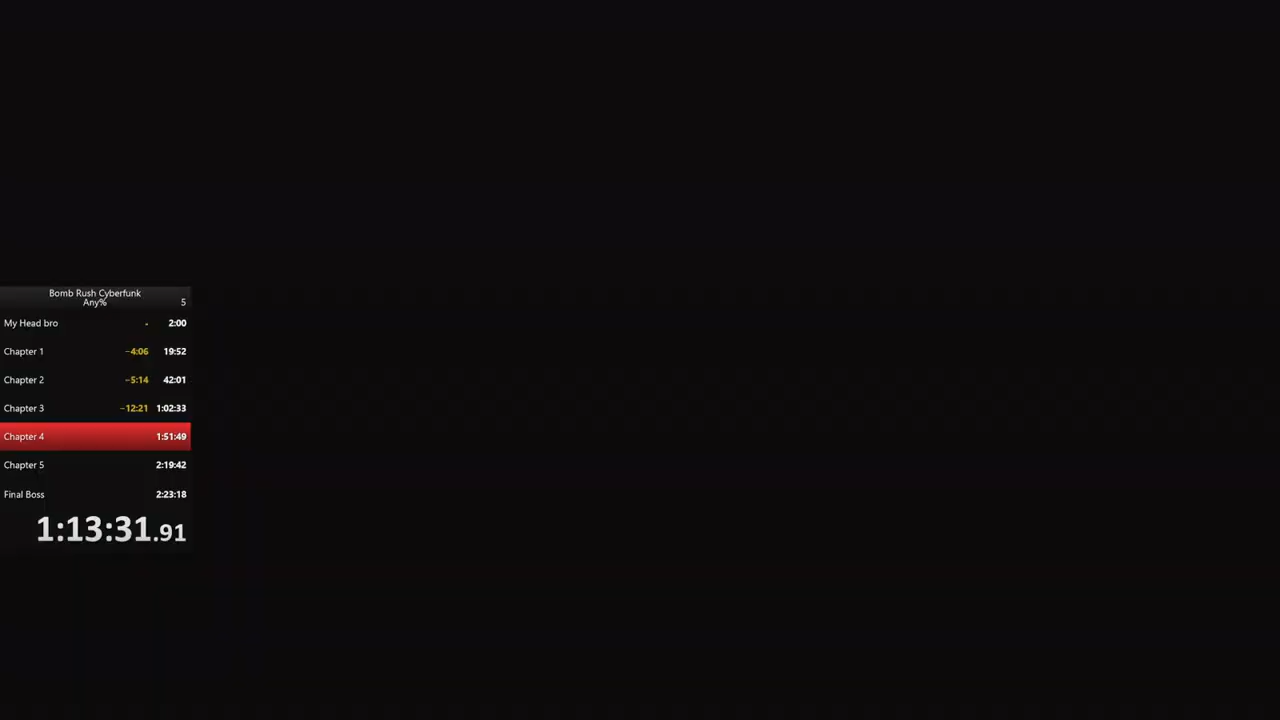 Bomb Rush Cyberfunk
Any% 5
My Head bro - 2:00
Chapter 1 −4:06 19:52
Chapter 2 −5:14 42:01
Chapter 3 −12:21 1:02:33
Chapter 4 1:51:49
Chapter 5 2:19:42
Final Boss 2:23:18
1:13:31.91